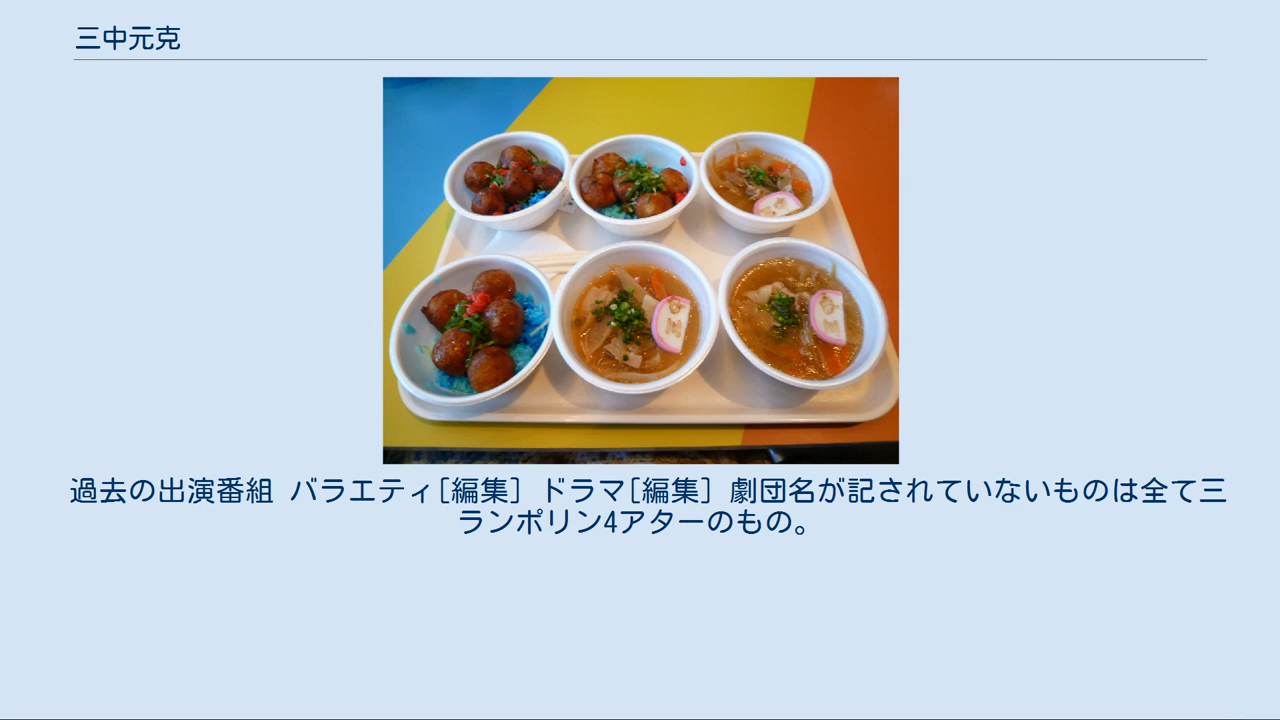 三中元克
過去の出演番組 バラエティ[編集] ドラマ[編集] 劇団名が記されていないものは全て三
ランポリン4アターのもの。